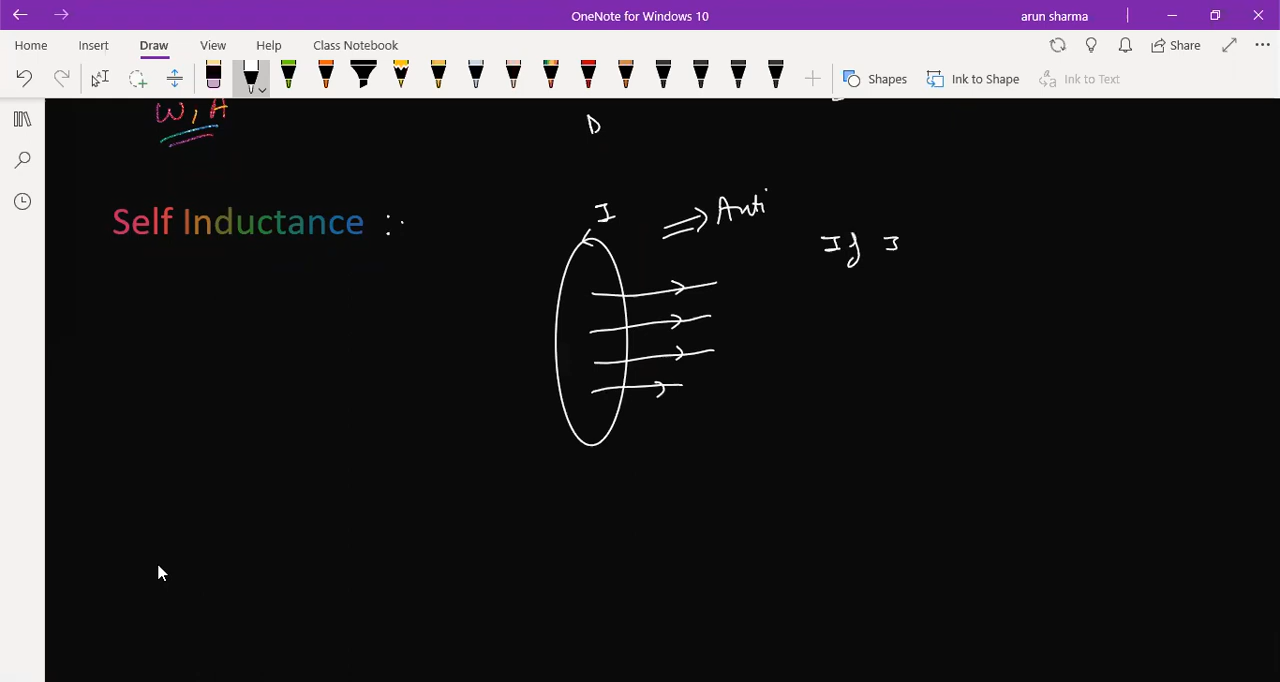 OneNote for Windows 10
arun sharma
Home Insert Draw View Help Class Notebook Share
Shapes Ink to Shape Ink to Text
W, A
D
Self Inductance :
I
⇒ Anti
If I